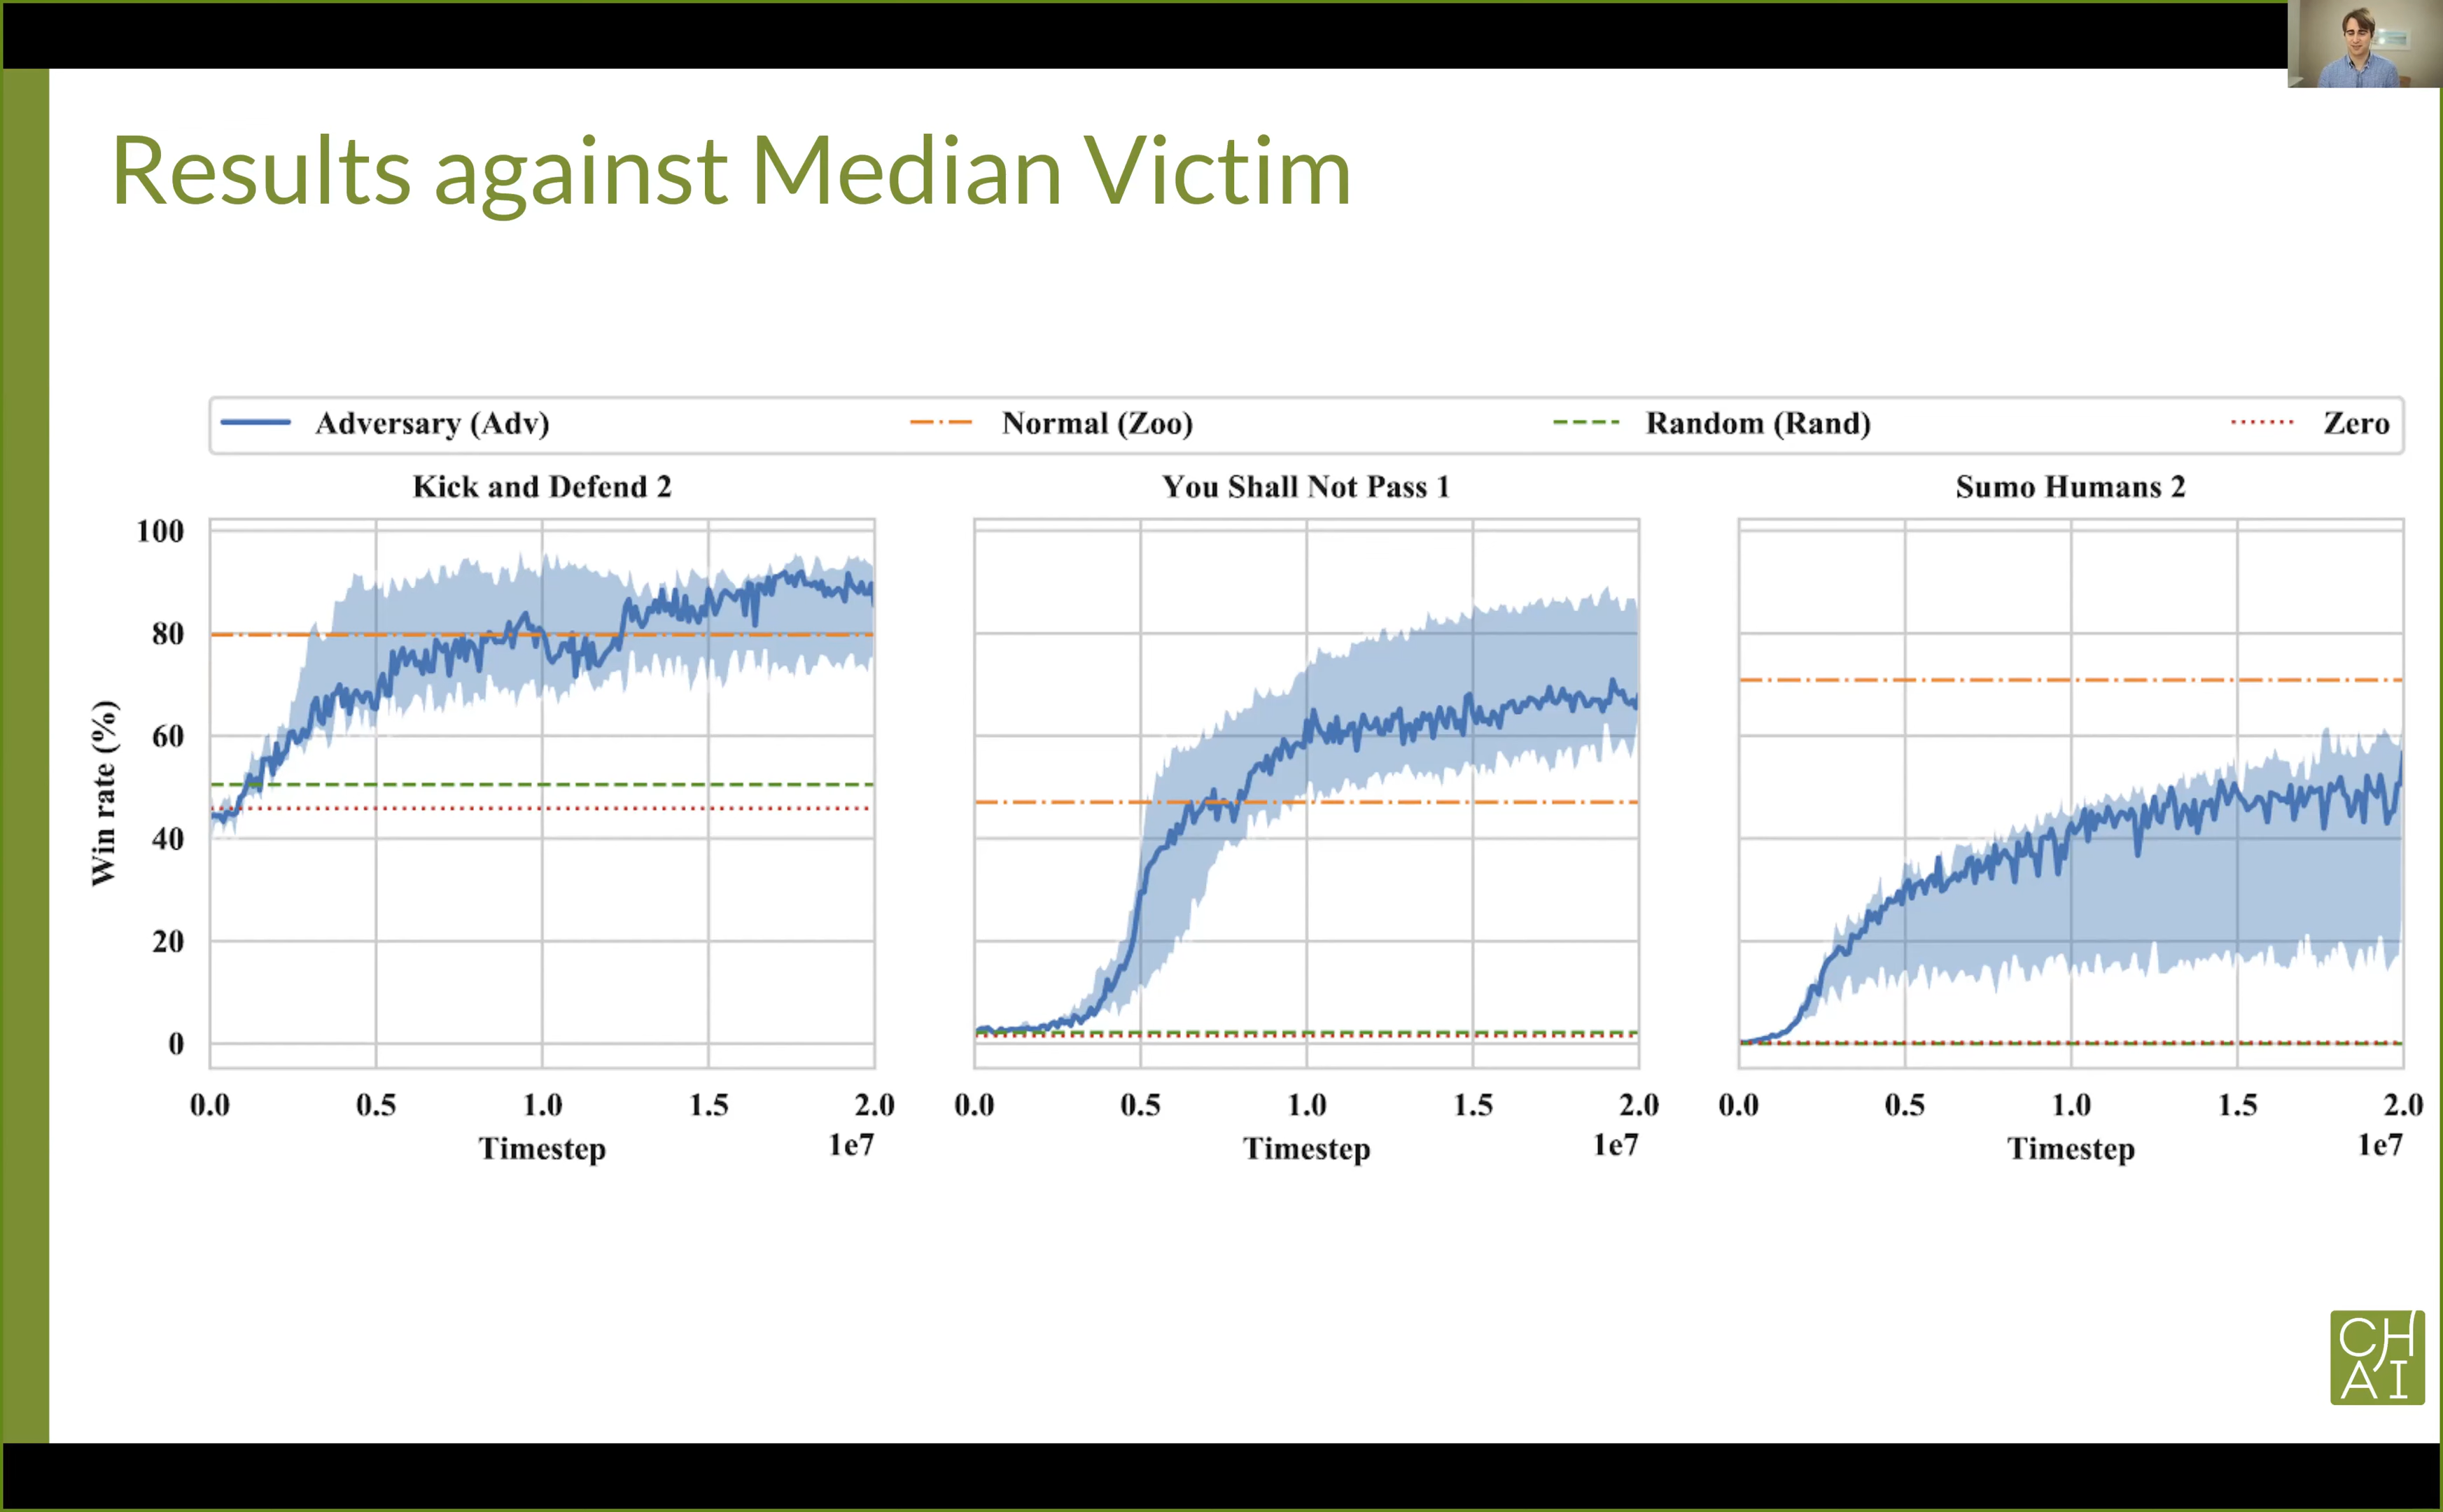 Results against Median Victim
Adversary (Adv) Normal (Zoo) Random (Rand) Zero
Kick and Defend 2 You Shall Not Pass 1 Sumo Humans 2
Win rate (%)
100
80
60
40
20
0
0.0 0.5 1.0 1.5 2.0 0.0 0.5 1.0 1.5 2.0 0.0 0.5 1.0 1.5 2.0
Timestep 1e7 Timestep 1e7 Timestep 1e7
CH
AI